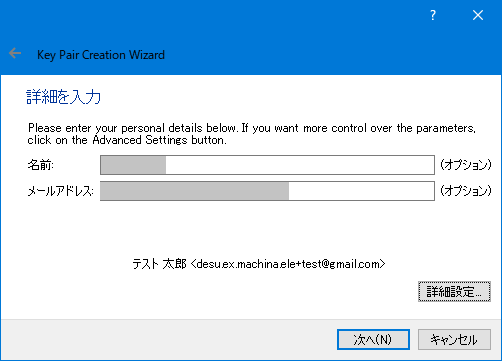 ?
Key Pair Creation Wizard
詳細を入力
Please enter your personal details below. If you want more control over the parameters,
click on the Advanced Settings button.
名前: (オプション)
メールアドレス: (オプション)
テスト 太郎 <desu.ex.machina.ele+test@gmail.com>
詳細設定...
次へ(N) キャンセル